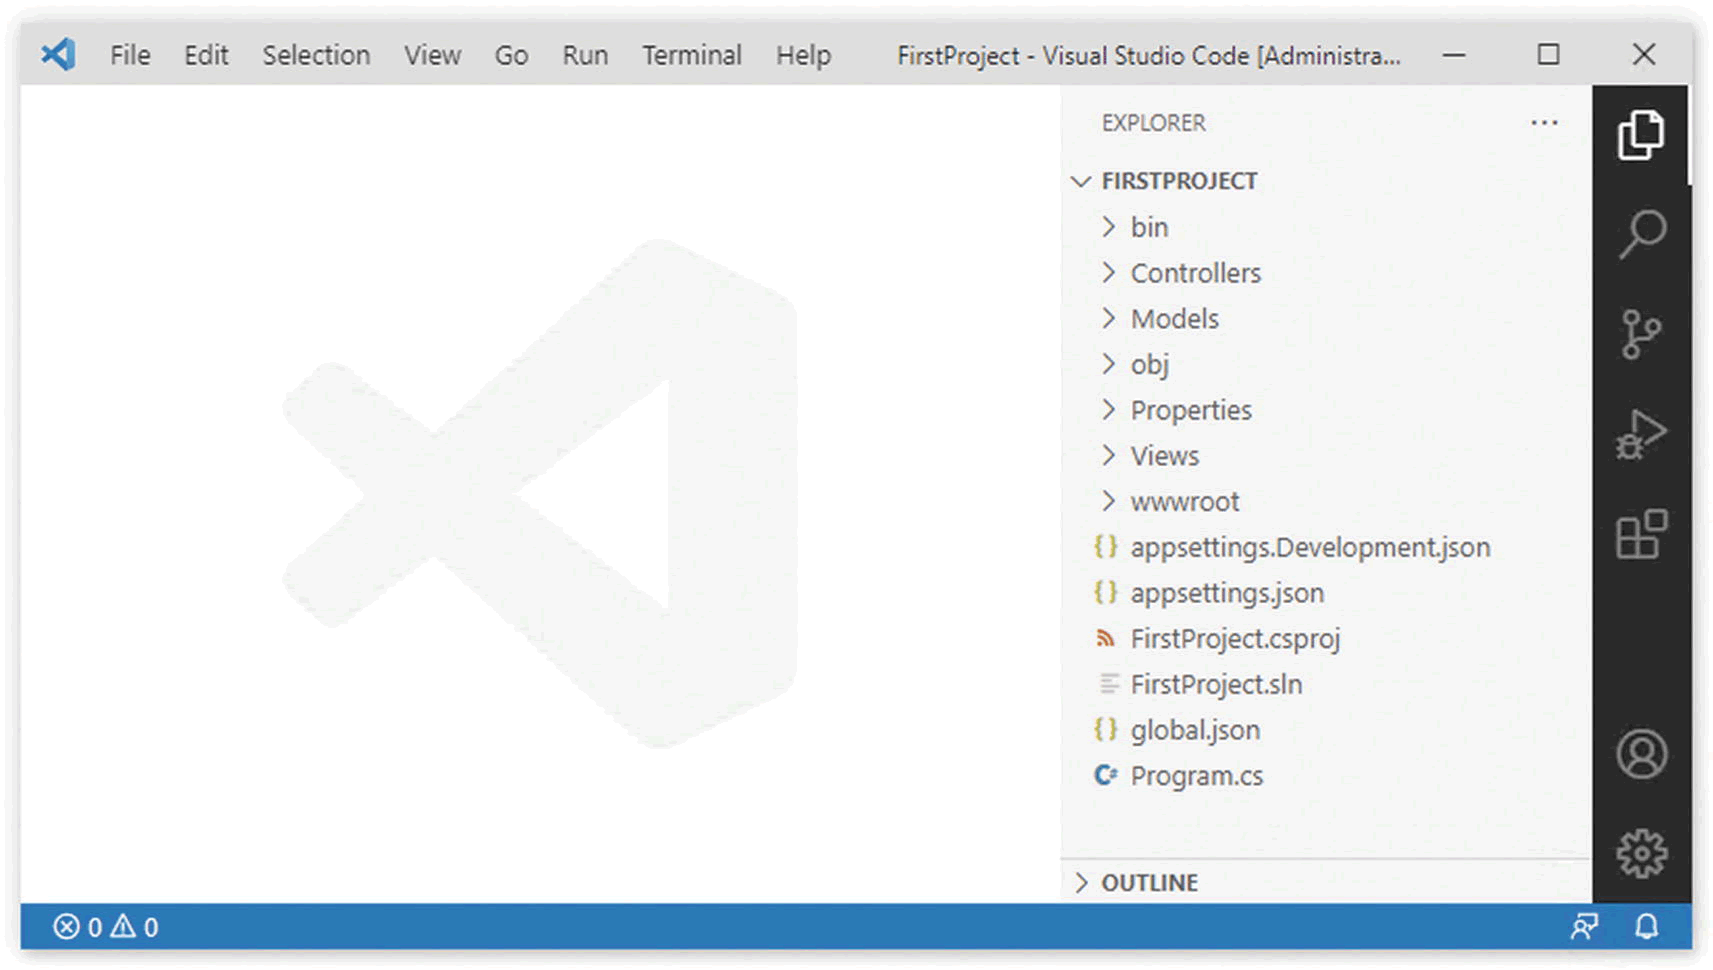 File Edit Selection View Go Run Terminal Help FirstProject - Visual Studio Code [Administra...
EXPLORER
FIRSTPROJECT
bin
Controllers
Models
obj
Properties
Views
wwwroot
appsettings.Development.json
appsettings.json
FirstProject.csproj
FirstProject.sln
global.json
Program.cs
OUTLINE
0 0